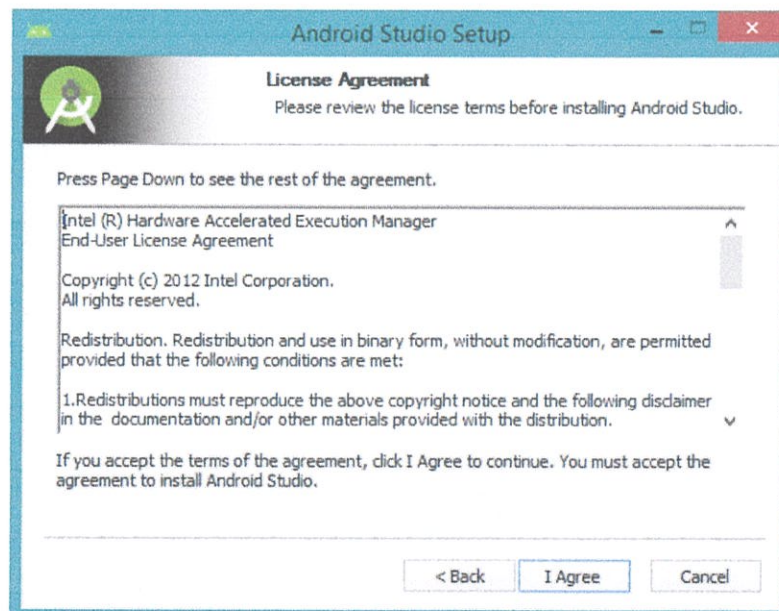 Android Studio Setup
License Agreement
Please review the license terms before installing Android Studio.
Press Page Down to see the rest of the agreement.
Intel (R) Hardware Accelerated Execution Manager
End-User License Agreement
Copyright (c) 2012 Intel Corporation.
All rights reserved.
Redistribution. Redistribution and use in binary form, without modification, are permitted
provided that the following conditions are met:
1.Redistributions must reproduce the above copyright notice and the following disclaimer
in the documentation and/or other materials provided with the distribution.
If you accept the terms of the agreement, click I Agree to continue. You must accept the
agreement to install Android Studio.
< Back
I Agree
Cancel